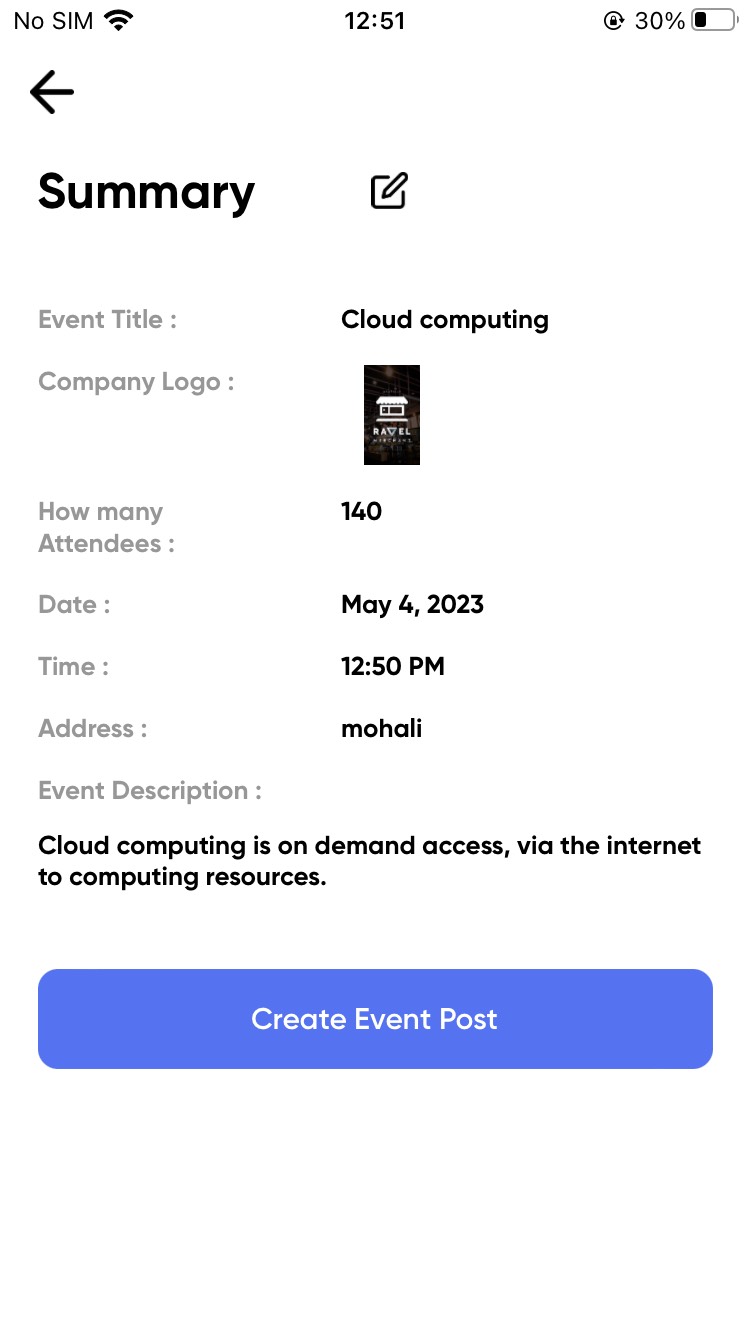 No SIM 12:51 30%
Summary
Event Title : Cloud computing
Company Logo :
RAVEL
How many
Attendees : 140
Date : May 4, 2023
Time : 12:50 PM
Address : mohali
Event Description :
Cloud computing is on demand access, via the internet
to computing resources.
Create Event Post